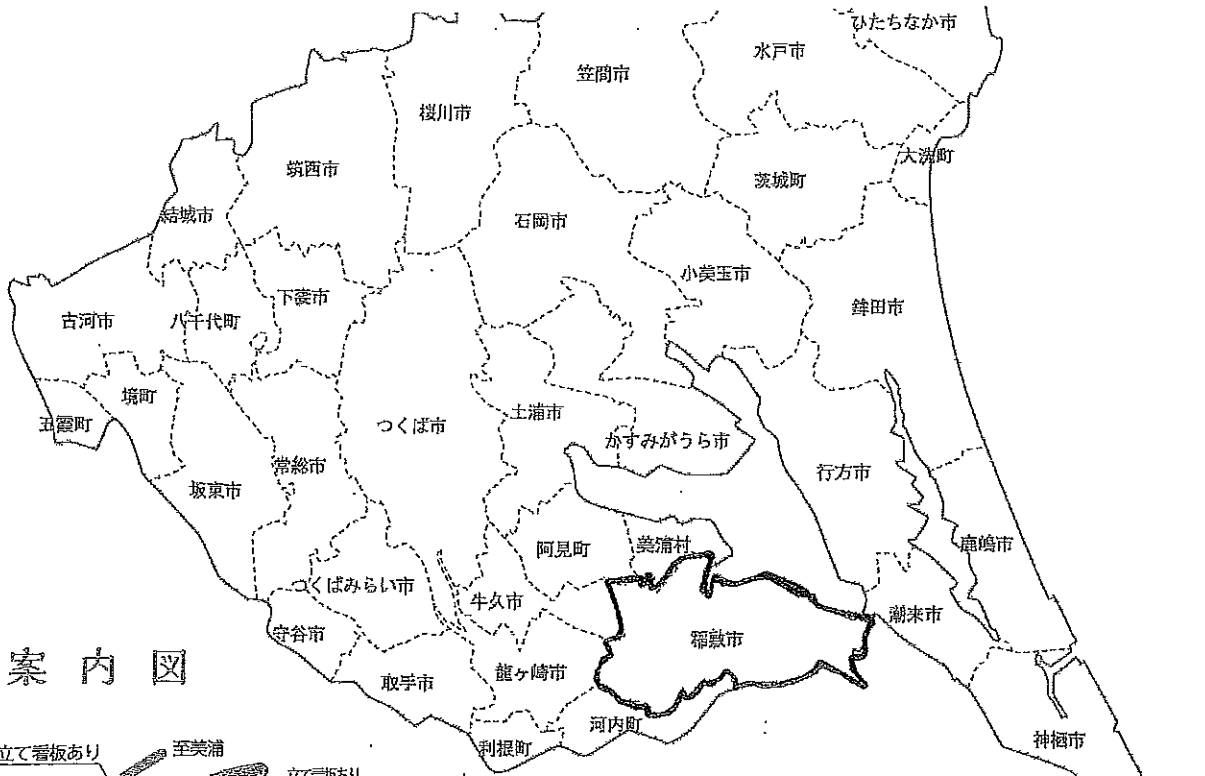 ひたちなか市
水戸市
笠間市
桜川市
大洗町
筑西市
茨城町
結城市
石岡市
小美玉市
下妻市
鉾田市
古河市
八千代町
境町
五霞町
土浦市
つくば市
かすみがうら市
常総市
行方市
坂東市
阿見町
美浦村
鹿嶋市
つくばみらい市
牛久市
潮来市
守谷市
稲敷市
案内図
龍ヶ崎市
取手市
河内町
神栖市
利根町
立て看板あり
至美浦